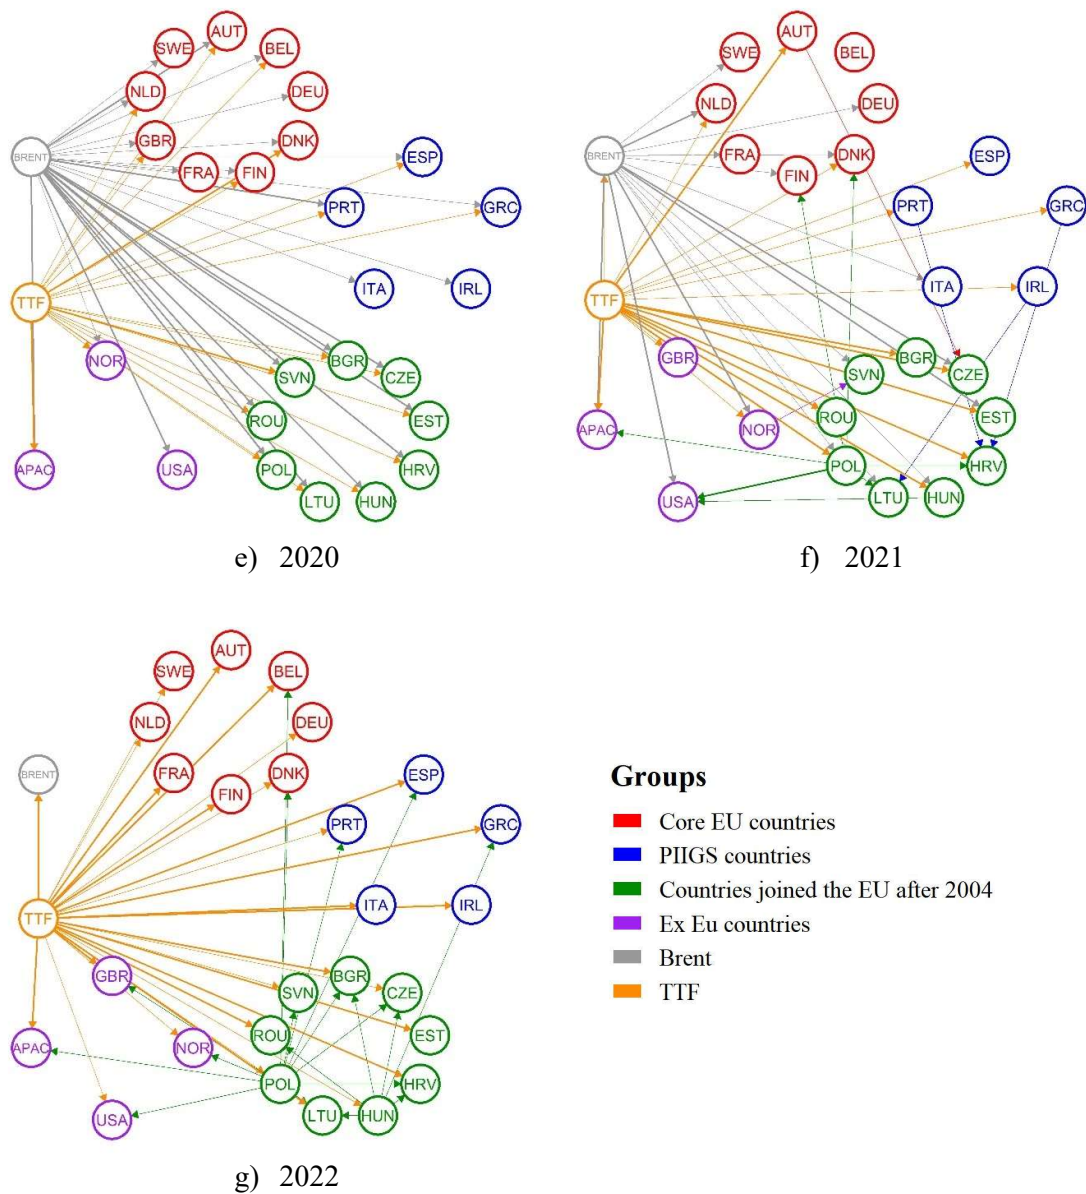 AUT
SWE
BEL
NLD
DEU
GBR
DNK
BRENT
ESP
FRA
FIN
PRT
GRC
ITA
IRL
TTF
NOR
BGR
SVN
CZE
ROU
EST
APAC
USA
POL
HRV
LTU
HUN
e) 2020
AUT
SWE
BEL
NLD
DEU
BRENT
FRA
DNK
ESP
FIN
PRT
GRC
ITA
IRL
TTF
GBR
BGR
SVN
CZE
ROU
EST
APAC
NOR
POL
HRV
USA
LTU
HUN
f) 2021
AUT
SWE
BEL
NLD
DEU
BRENT
FRA
DNK
ESP
FIN
PRT
GRC
ITA
IRL
TTF
GBR
BGR
SVN
CZE
ROU
EST
APAC
NOR
POL
HRV
USA
LTU
HUN
g) 2022
Groups
Core EU countries
PIIGS countries
Countries joined the EU after 2004
Ex Eu countries
Brent
TTF